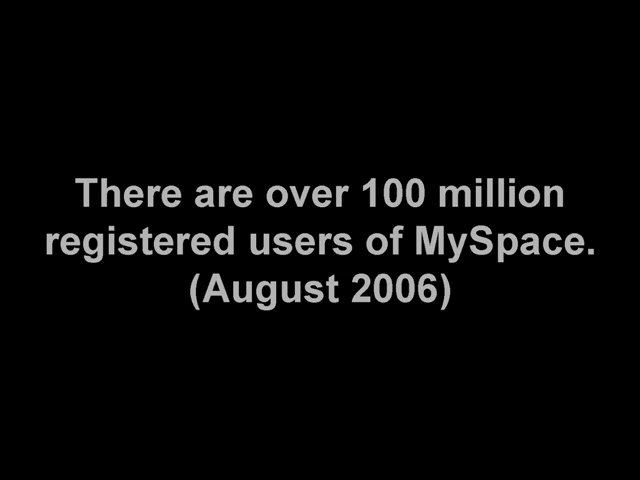 There are over 100 million
registered users of MySpace.
(August 2006)